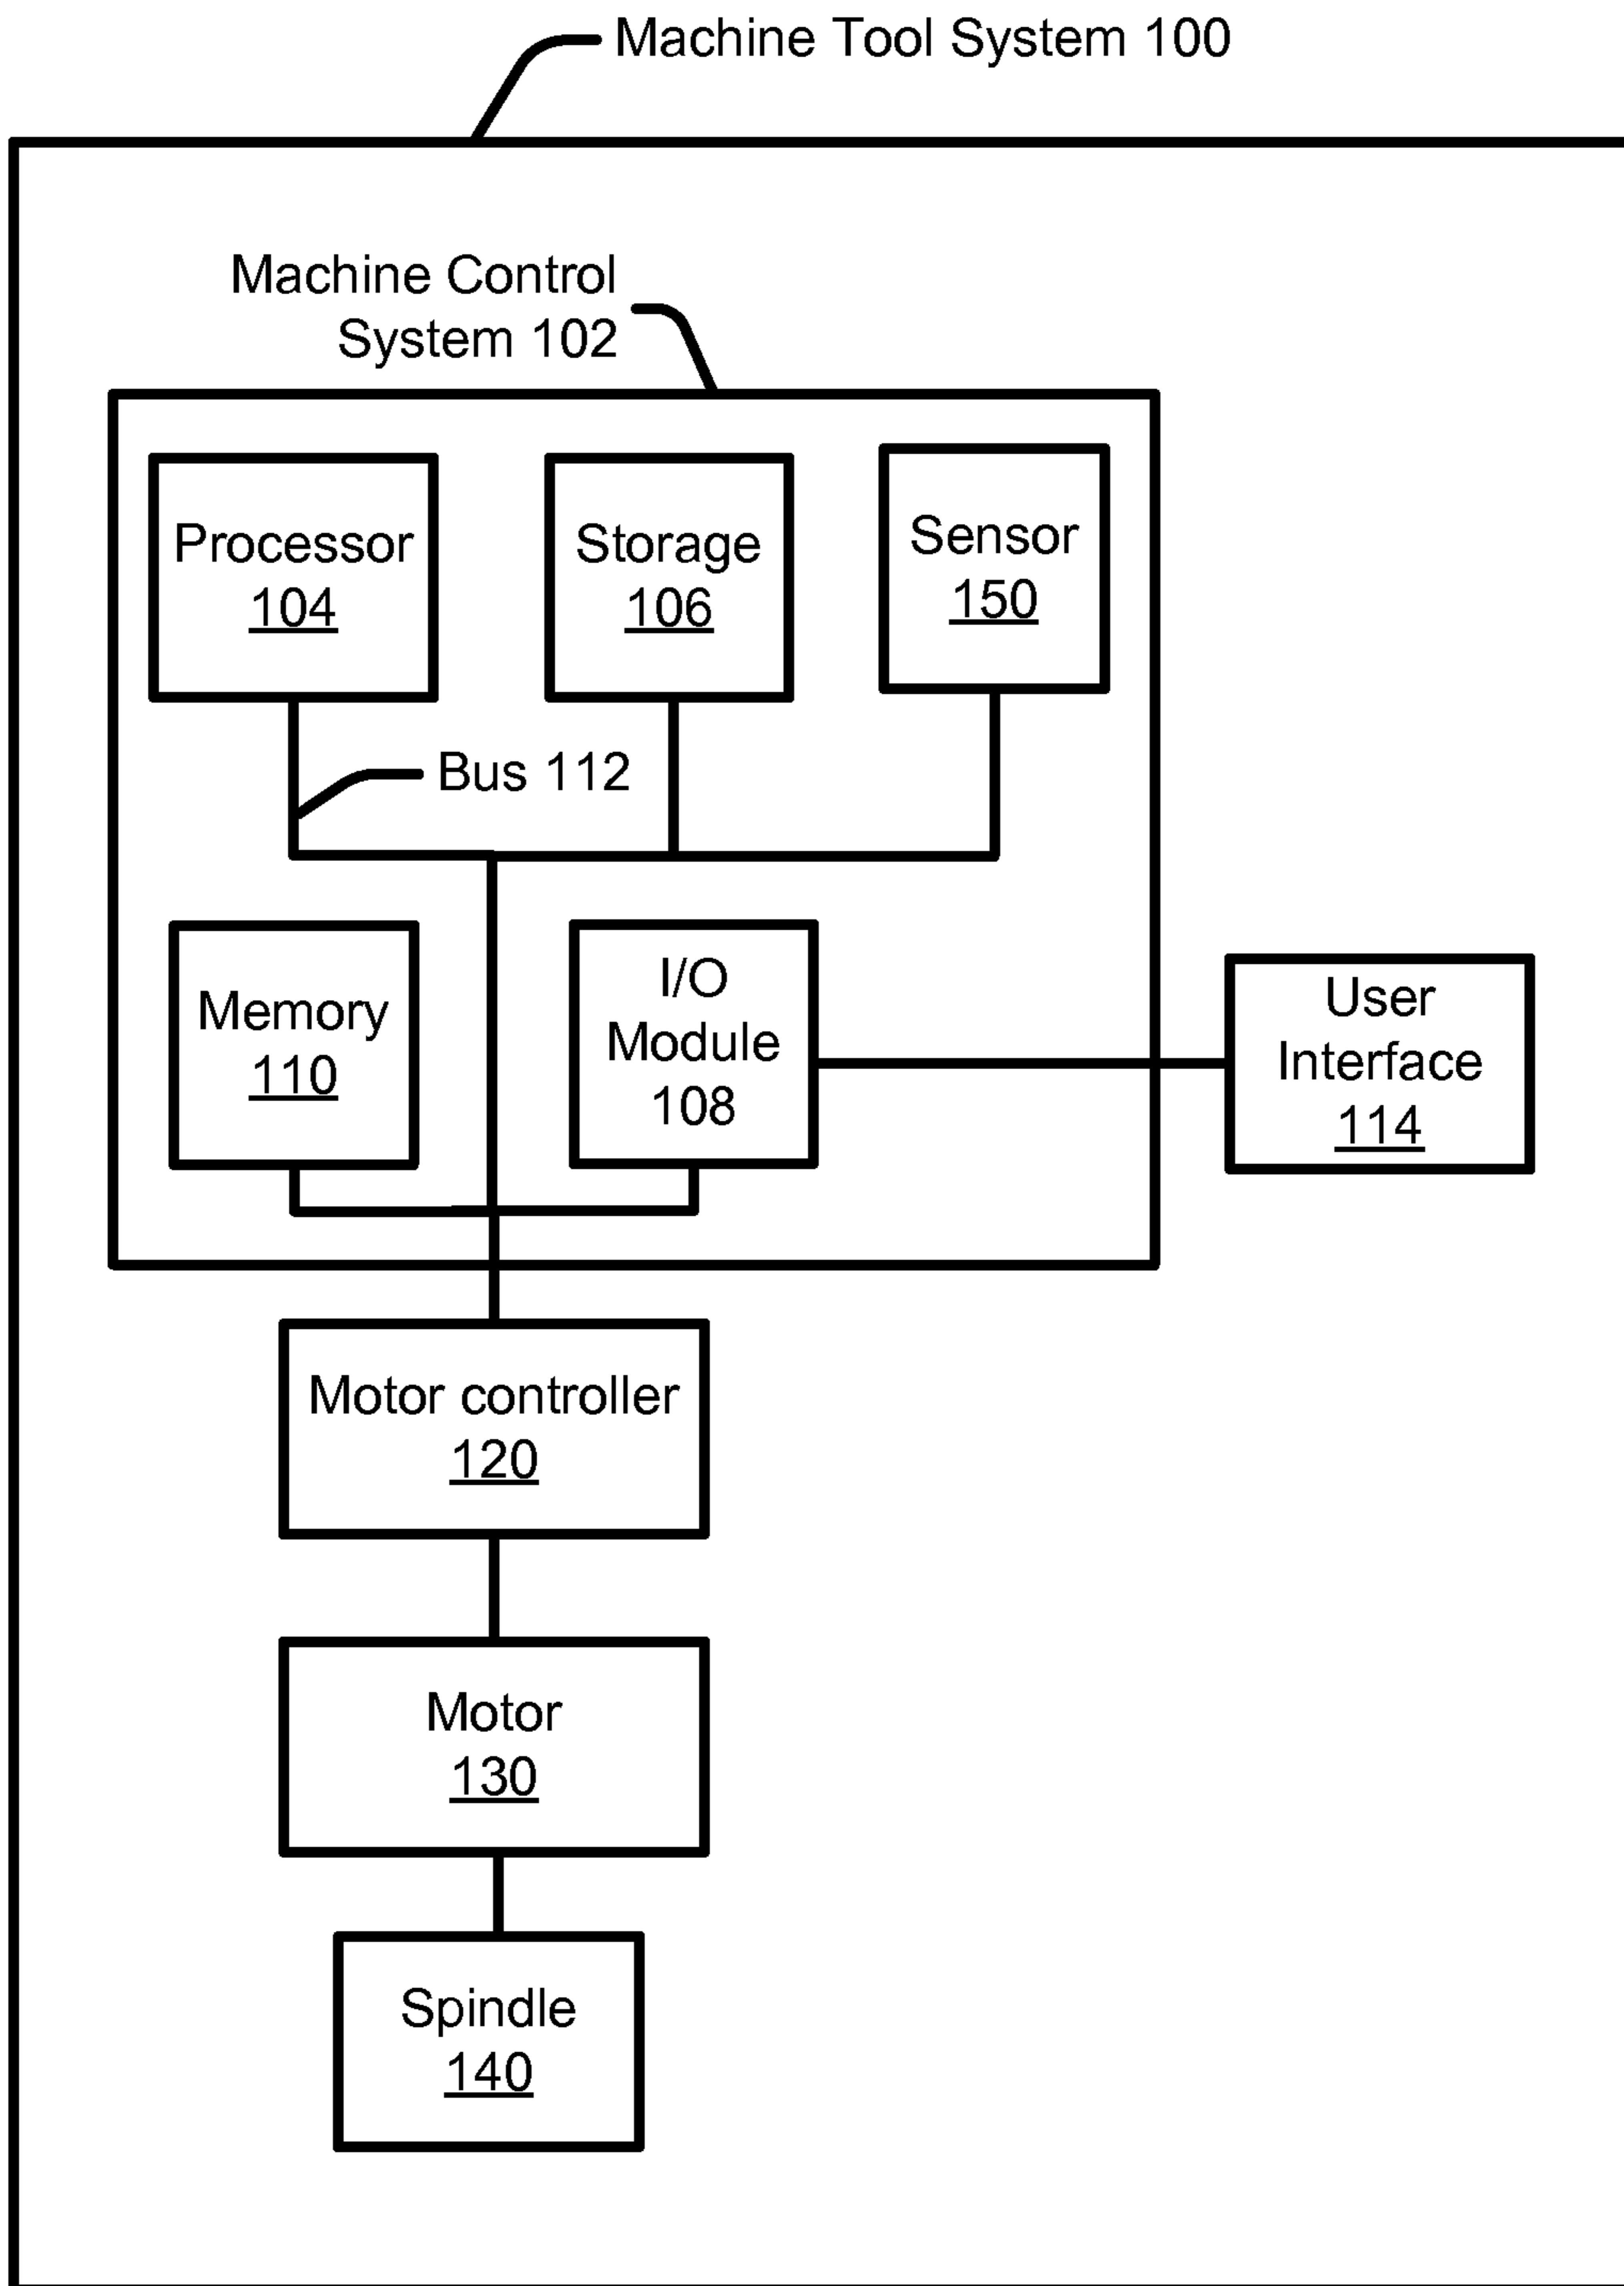 Machine Tool System 100
Machine Control
System 102
Processor
104
Storage
106
Sensor
150
Bus 112
Memory
110
I/O
Module
108
User
Interface
114
Motor controller
120
Motor
130
Spindle
140